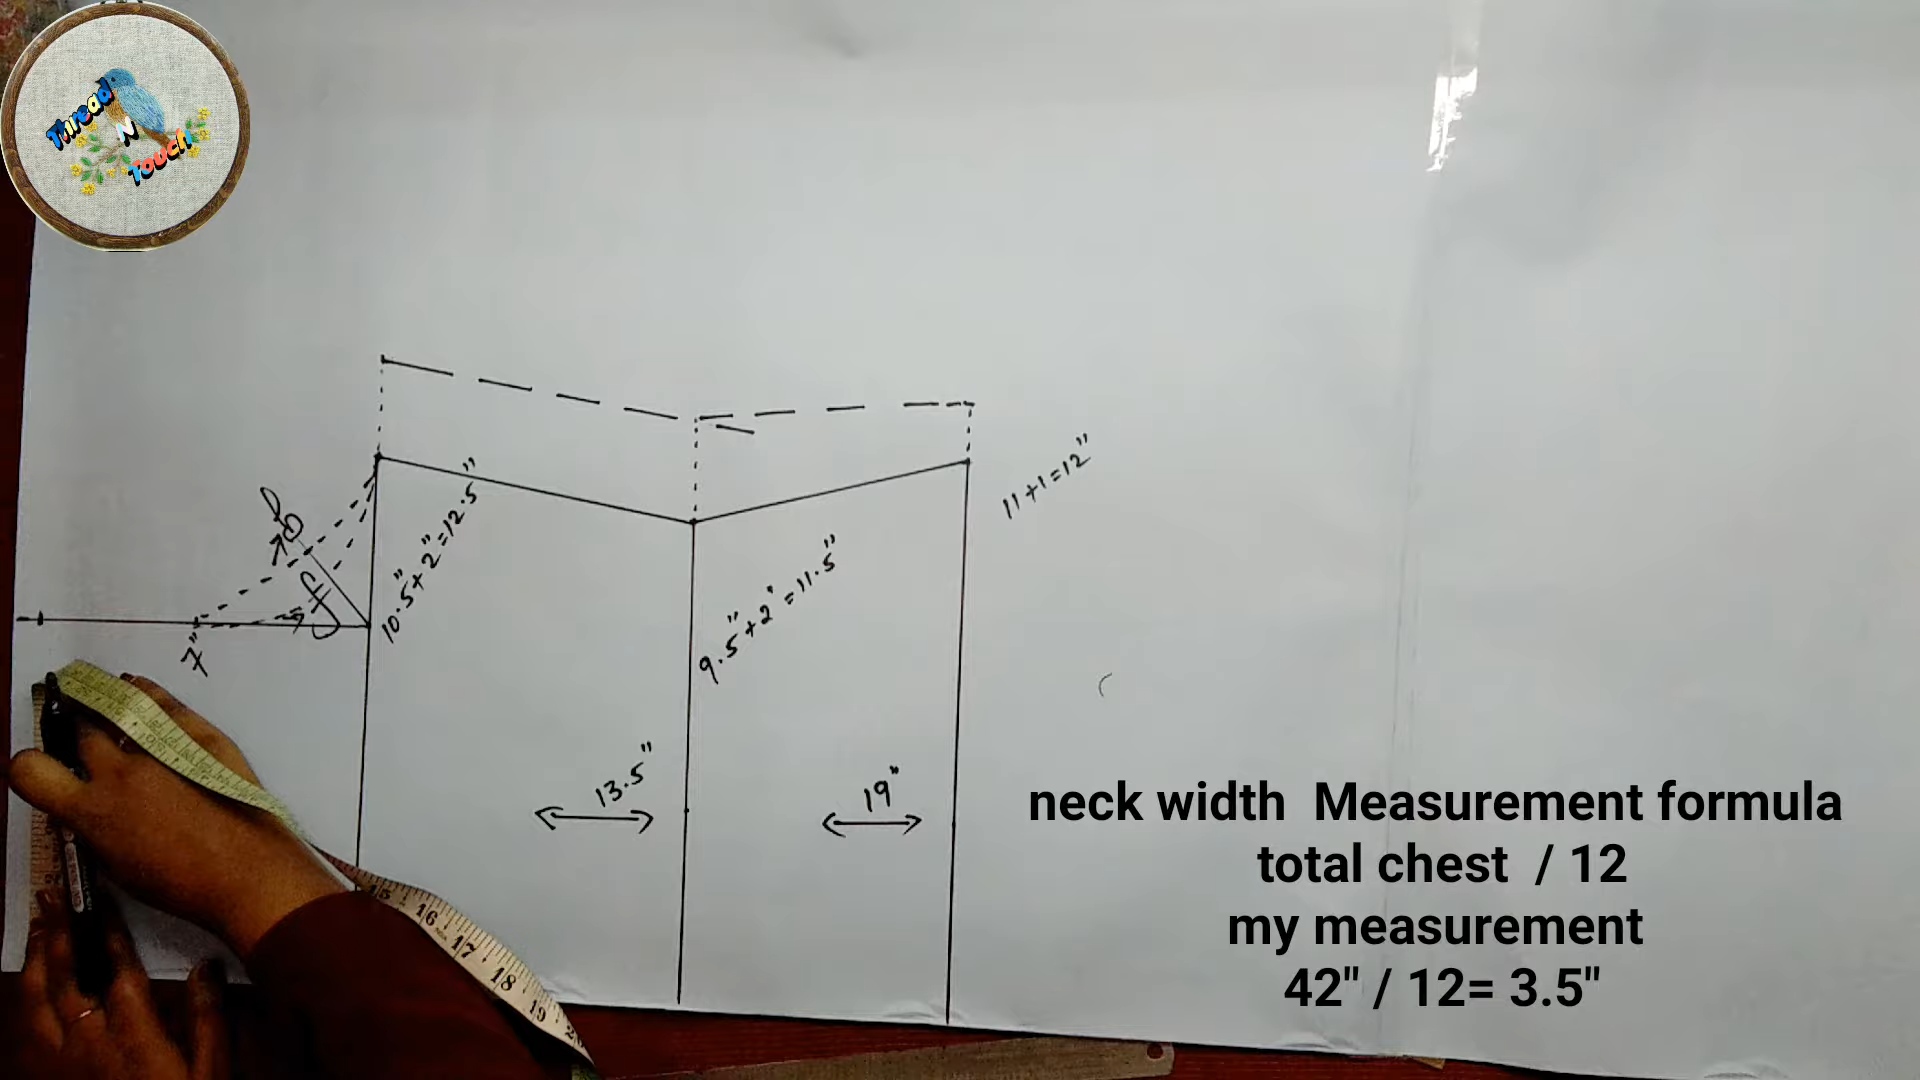 Thread
N
Touch
11+1=12"
10.5"+2"=12.5"
9.5"+2"=11.5"
7"
b
f
13.5"
19"
neck width Measurement formula
total chest / 12
my measurement
42" / 12= 3.5"
15 16 17 18 19